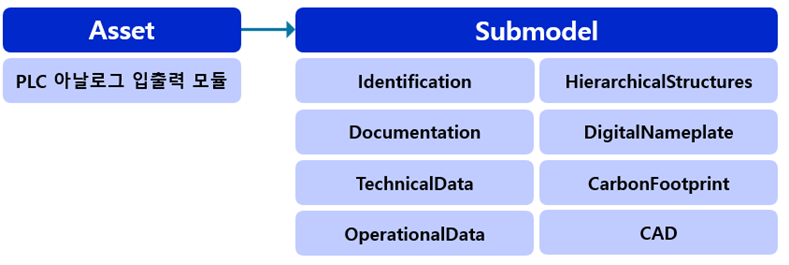 Asset
Submodel
PLC 아날로그 입출력 모듈
Identification
HierarchicalStructures
Documentation
DigitalNameplate
TechnicalData
CarbonFootprint
OperationalData
CAD